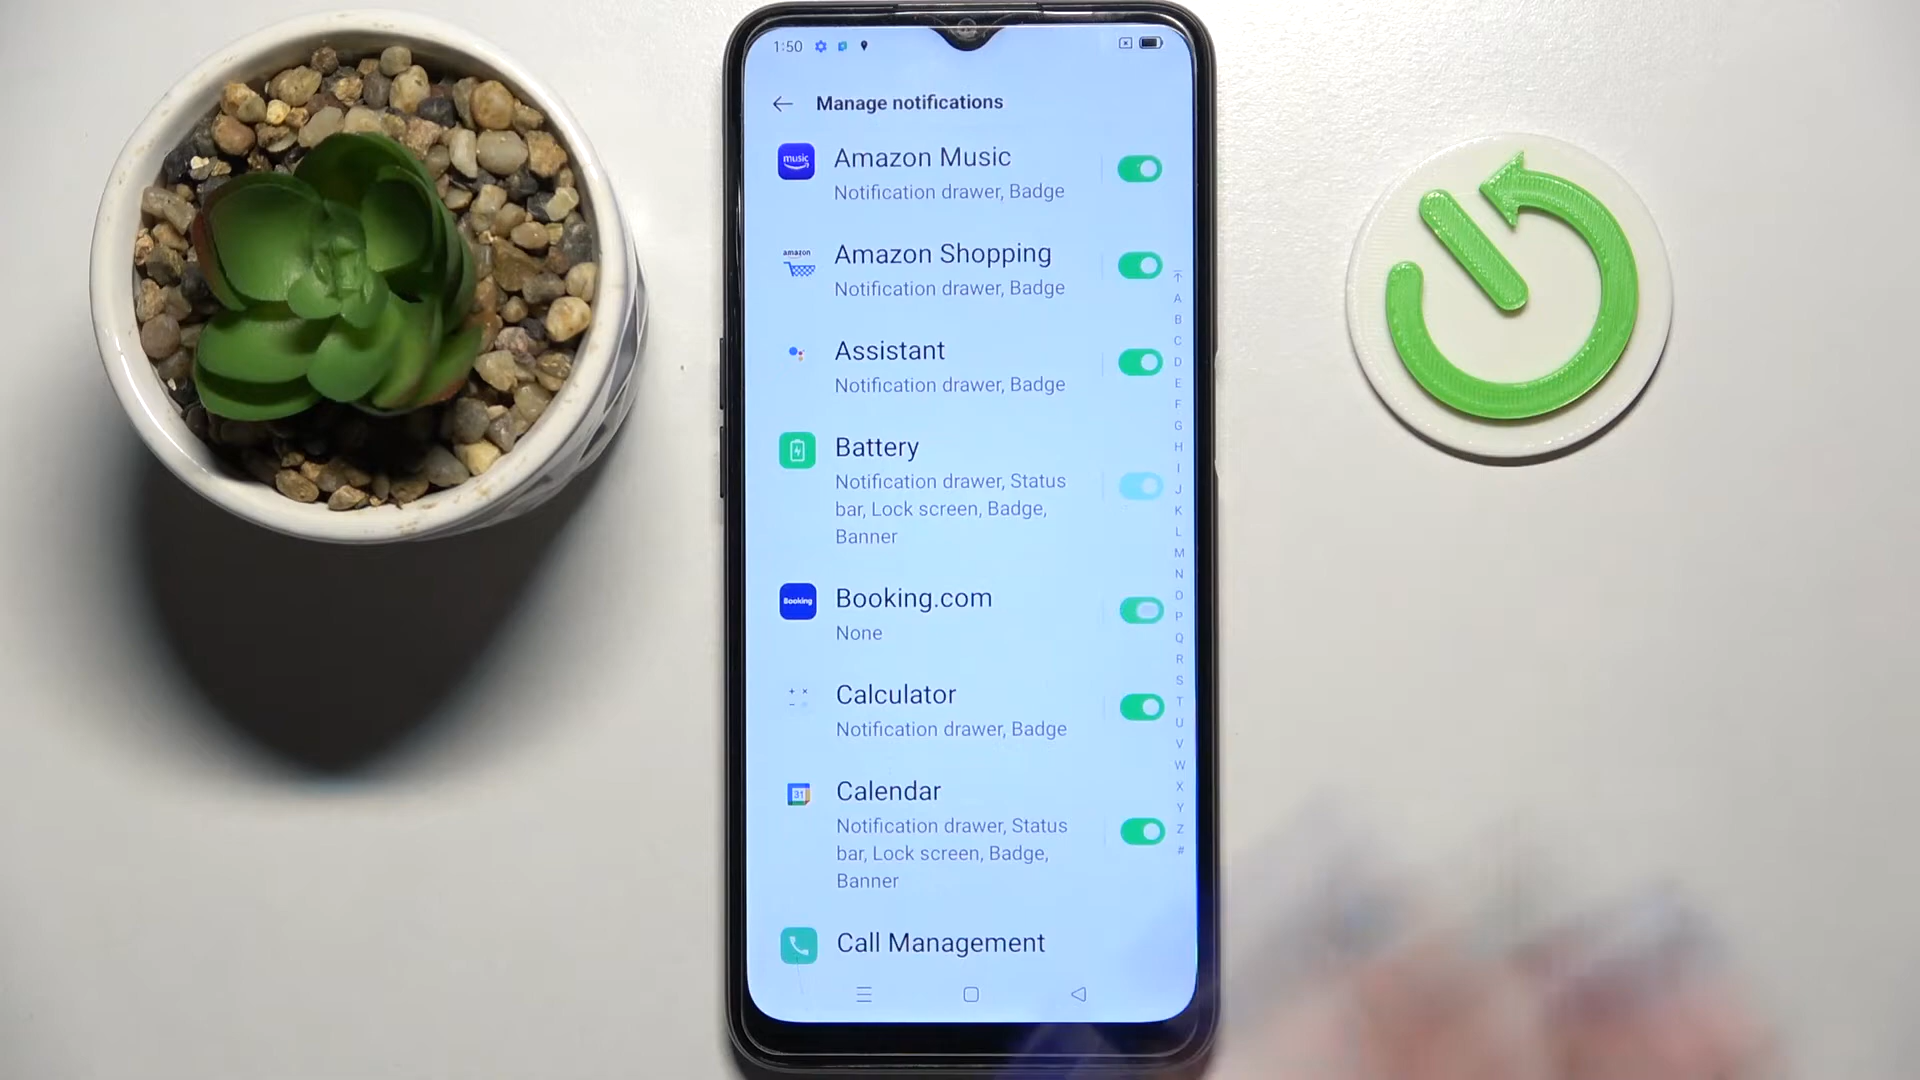 1:50
Manage notifications
music
Amazon Music
Notification drawer, Badge
amazon
Amazon Shopping
Notification drawer, Badge
Assistant
Notification drawer, Badge
Battery
Notification drawer, Status
bar, Lock screen, Badge,
Banner
Booking
Booking.com
None
Calculator
Notification drawer, Badge
31
Calendar
Notification drawer, Status
bar, Lock screen, Badge,
Banner
Call Management
A
B
C
D
E
F
G
H
I
J
K
L
M
N
O
P
Q
R
S
T
U
V
W
X
Y
Z
#